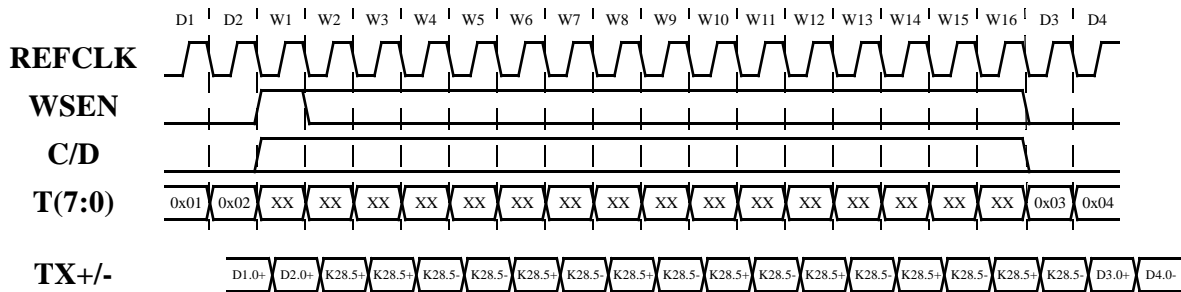 D1 D2 W1 W2 W3 W4 W5 W6 W7 W8 W9 W10 W11 W12 W13 W14 W15 W16 D3 D4
REFCLK
WSEN
C/D
T(7:0) 0x01 0x02 XX XX XX XX XX XX XX XX XX XX XX XX XX XX XX XX 0x03 0x04
TX+/- D1.0+ D2.0+ K28.5+ K28.5+ K28.5- K28.5- K28.5+ K28.5- K28.5+ K28.5- K28.5+ K28.5- K28.5+ K28.5- K28.5+ K28.5- K28.5+ K28.5- D3.0+ D4.0-